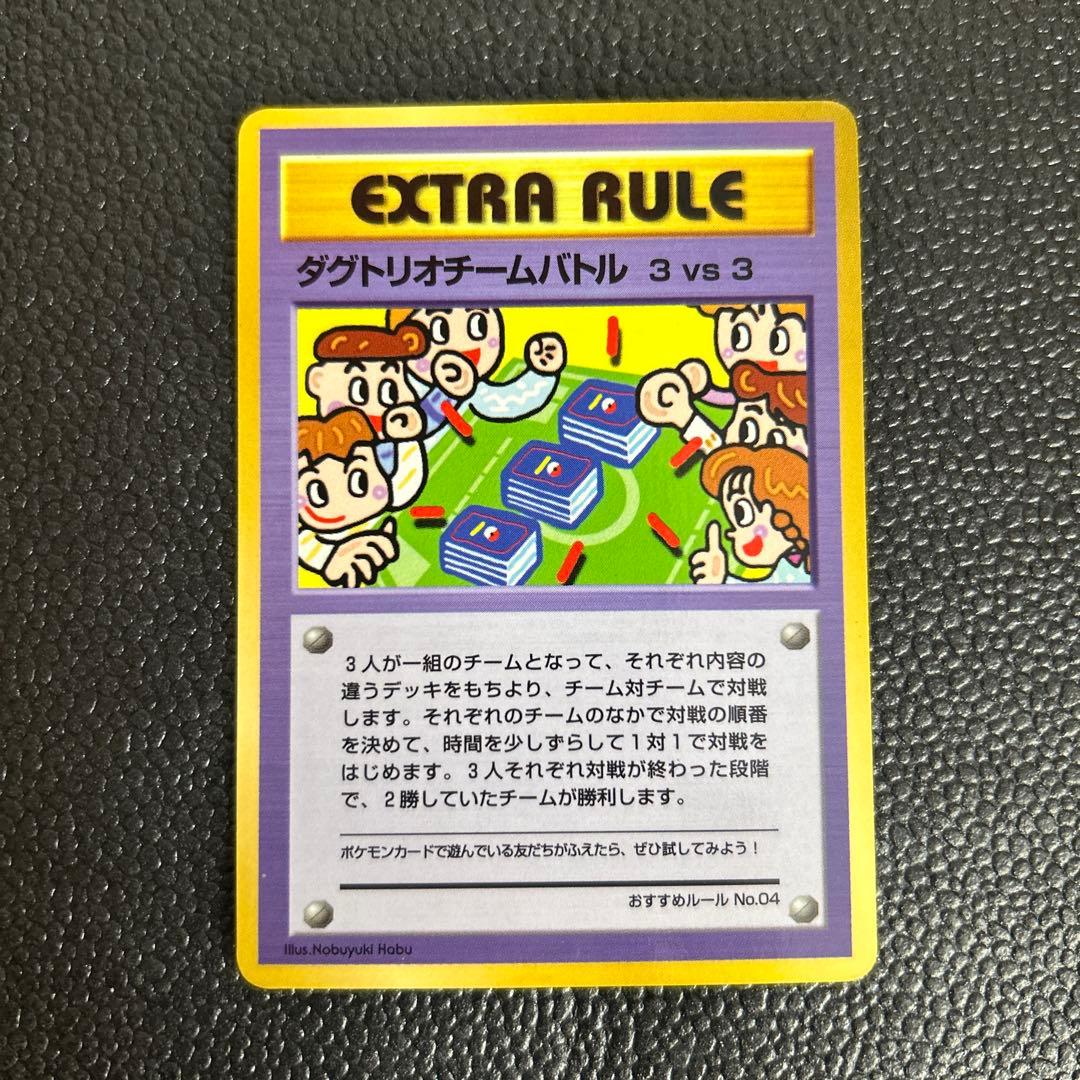 EXTRA RULE
ダグトリオチームバトル 3 vs 3
3人が一組のチームとなって、それぞれ内容の
違うデッキをもちより、チーム対チームで対戦
します。それぞれのチームのなかで対戦の順番
を決めて、時間を少しずらして1対1で対戦を
はじめます。3人それぞれ対戦が終わった段階
で、2勝していたチームが勝利します。
ポケモンカードで遊んでいる友だちがふえたら、ぜひ試してみよう！
おすすめルール No.04
Illus.Nobuyuki Habu